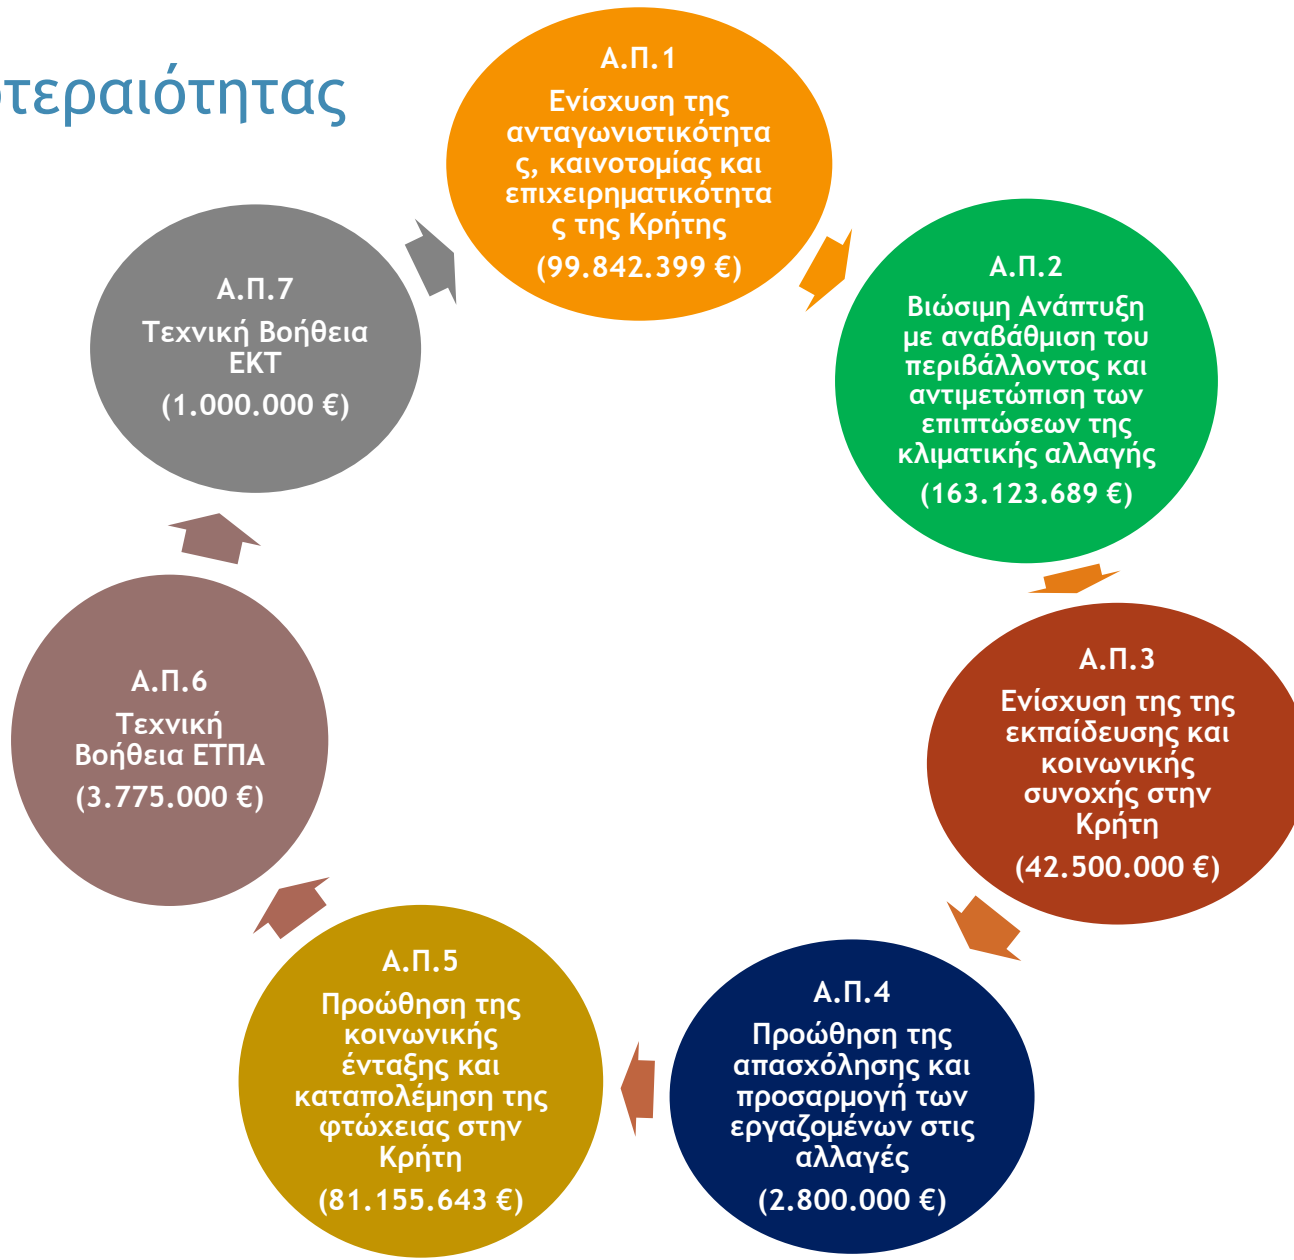 οτεραιότητας
Α.Π.1
Ενίσχυση της
ανταγωνιστικότητα
ς, καινοτομίας και
επιχειρηματικότητα
ς της Κρήτης
(99.842.399 €)
Α.Π.2
Βιώσιμη Ανάπτυξη
με αναβάθμιση του
περιβάλλοντος και
αντιμετώπιση των
επιπτώσεων της
κλιματικής αλλαγής
(163.123.689 €)
Α.Π.3
Ενίσχυση της της
εκπαίδευσης και
κοινωνικής
συνοχής στην
Κρήτη
(42.500.000 €)
Α.Π.4
Προώθηση της
απασχόλησης και
προσαρμογή των
εργαζομένων στις
αλλαγές
(2.800.000 €)
Α.Π.5
Προώθηση της
κοινωνικής
ένταξης και
καταπολέμηση της
φτώχειας στην
Κρήτη
(81.155.643 €)
Α.Π.6
Τεχνική
Βοήθεια ΕΤΠΑ
(3.775.000 €)
Α.Π.7
Τεχνική Βοήθεια
ΕΚΤ
(1.000.000 €)